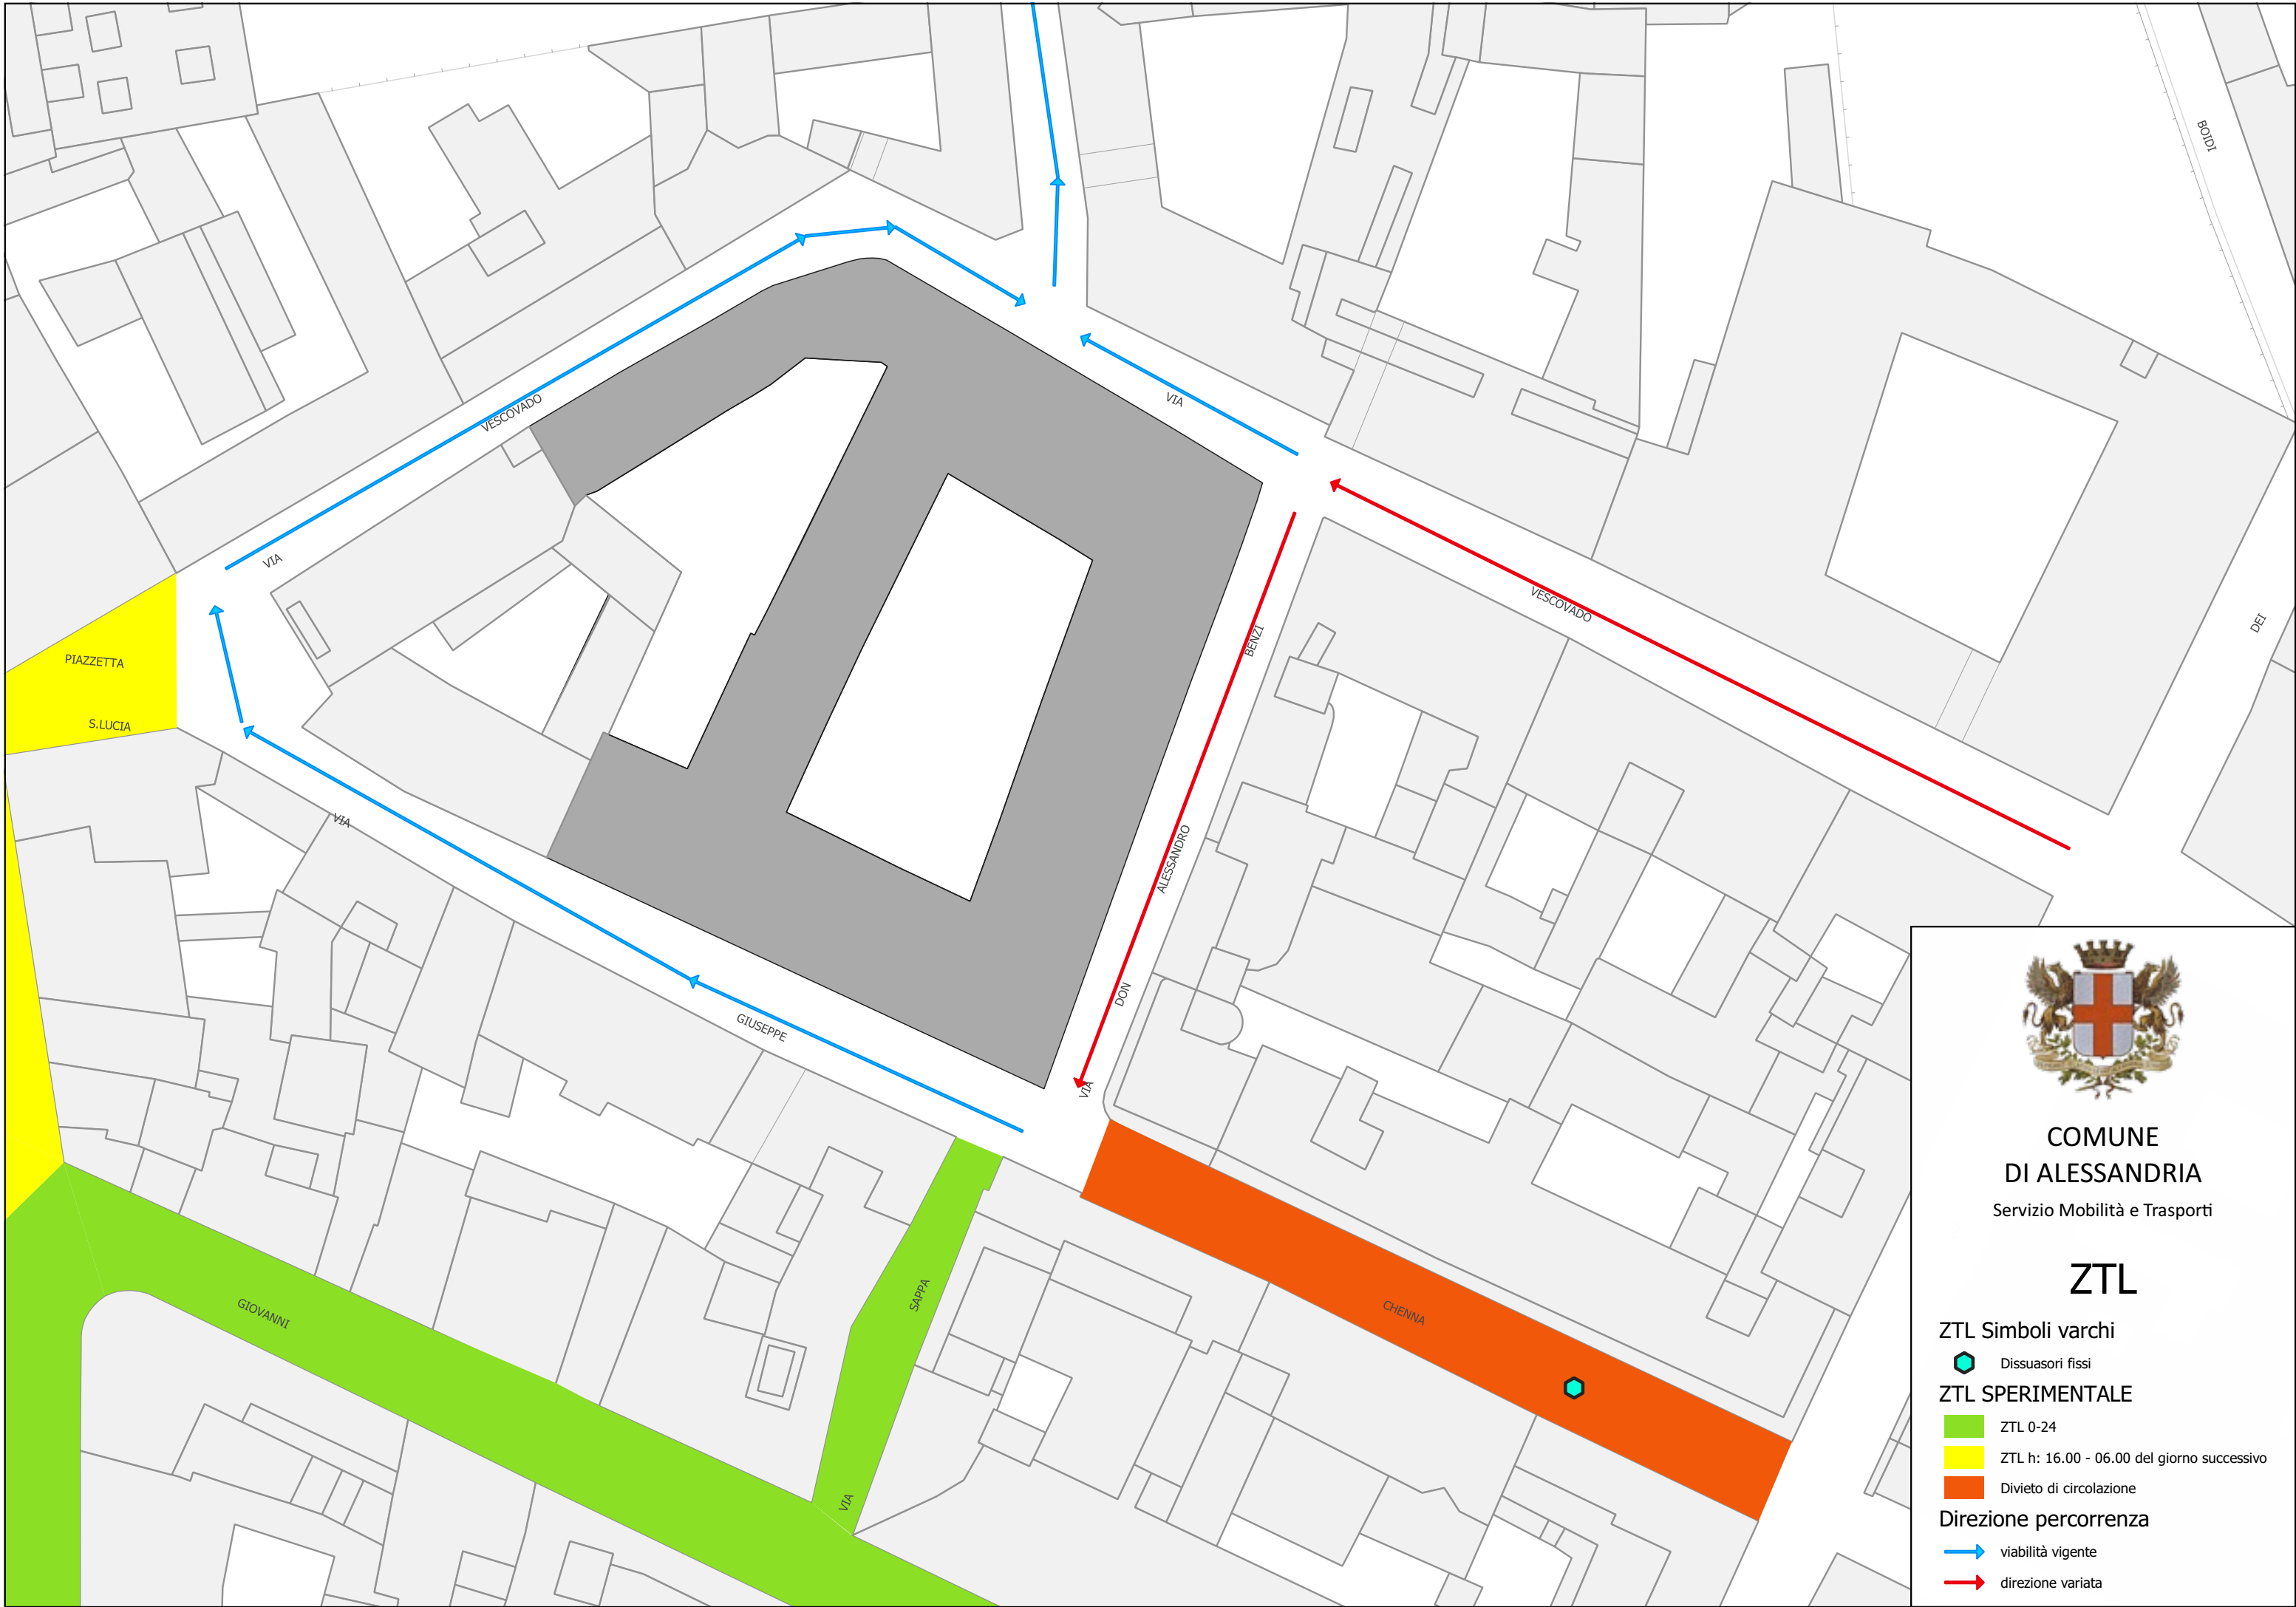 BOIDI
VIA
VESCOVADO
VIA
VESCOVADO
DEI
BENZI
PIAZZETTA
S.LUCIA
VIA
ALESSANDRO
DON
GIUSEPPE
VIA
SAPPA
GIOVANNI
CHENNA
VIA
COMUNE
DI ALESSANDRIA
Servizio Mobilità e Trasporti
ZTL
ZTL Simboli varchi
Dissuasori fissi
ZTL SPERIMENTALE
ZTL 0-24
ZTL h: 16.00 - 06.00 del giorno successivo
Divieto di circolazione
Direzione percorrenza
viabilità vigente
direzione variata